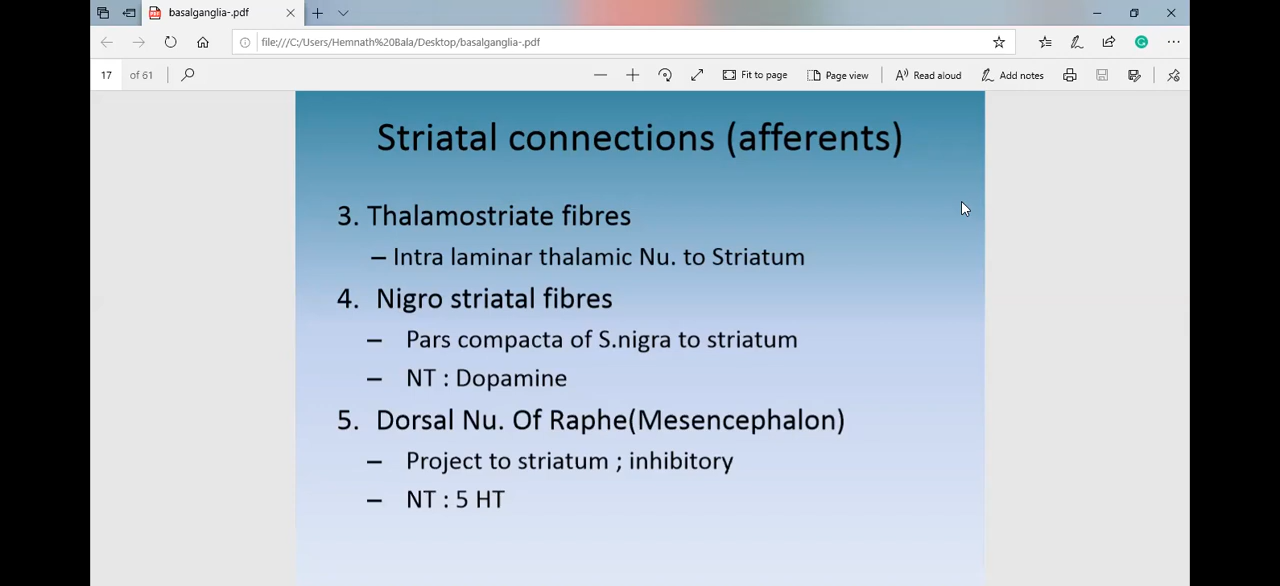 basalganglia-.pdf
file:///C:/Users/Hemnath%20Bala/Desktop/basalganglia-.pdf
17 of 61
Fit to page
Page view
Read aloud
Add notes
Striatal connections (afferents)
3. Thalamostriate fibres
– Intra laminar thalamic Nu. to Striatum
4. Nigro striatal fibres
– Pars compacta of S.nigra to striatum
– NT : Dopamine
5. Dorsal Nu. Of Raphe(Mesencephalon)
– Project to striatum ; inhibitory
– NT : 5 HT